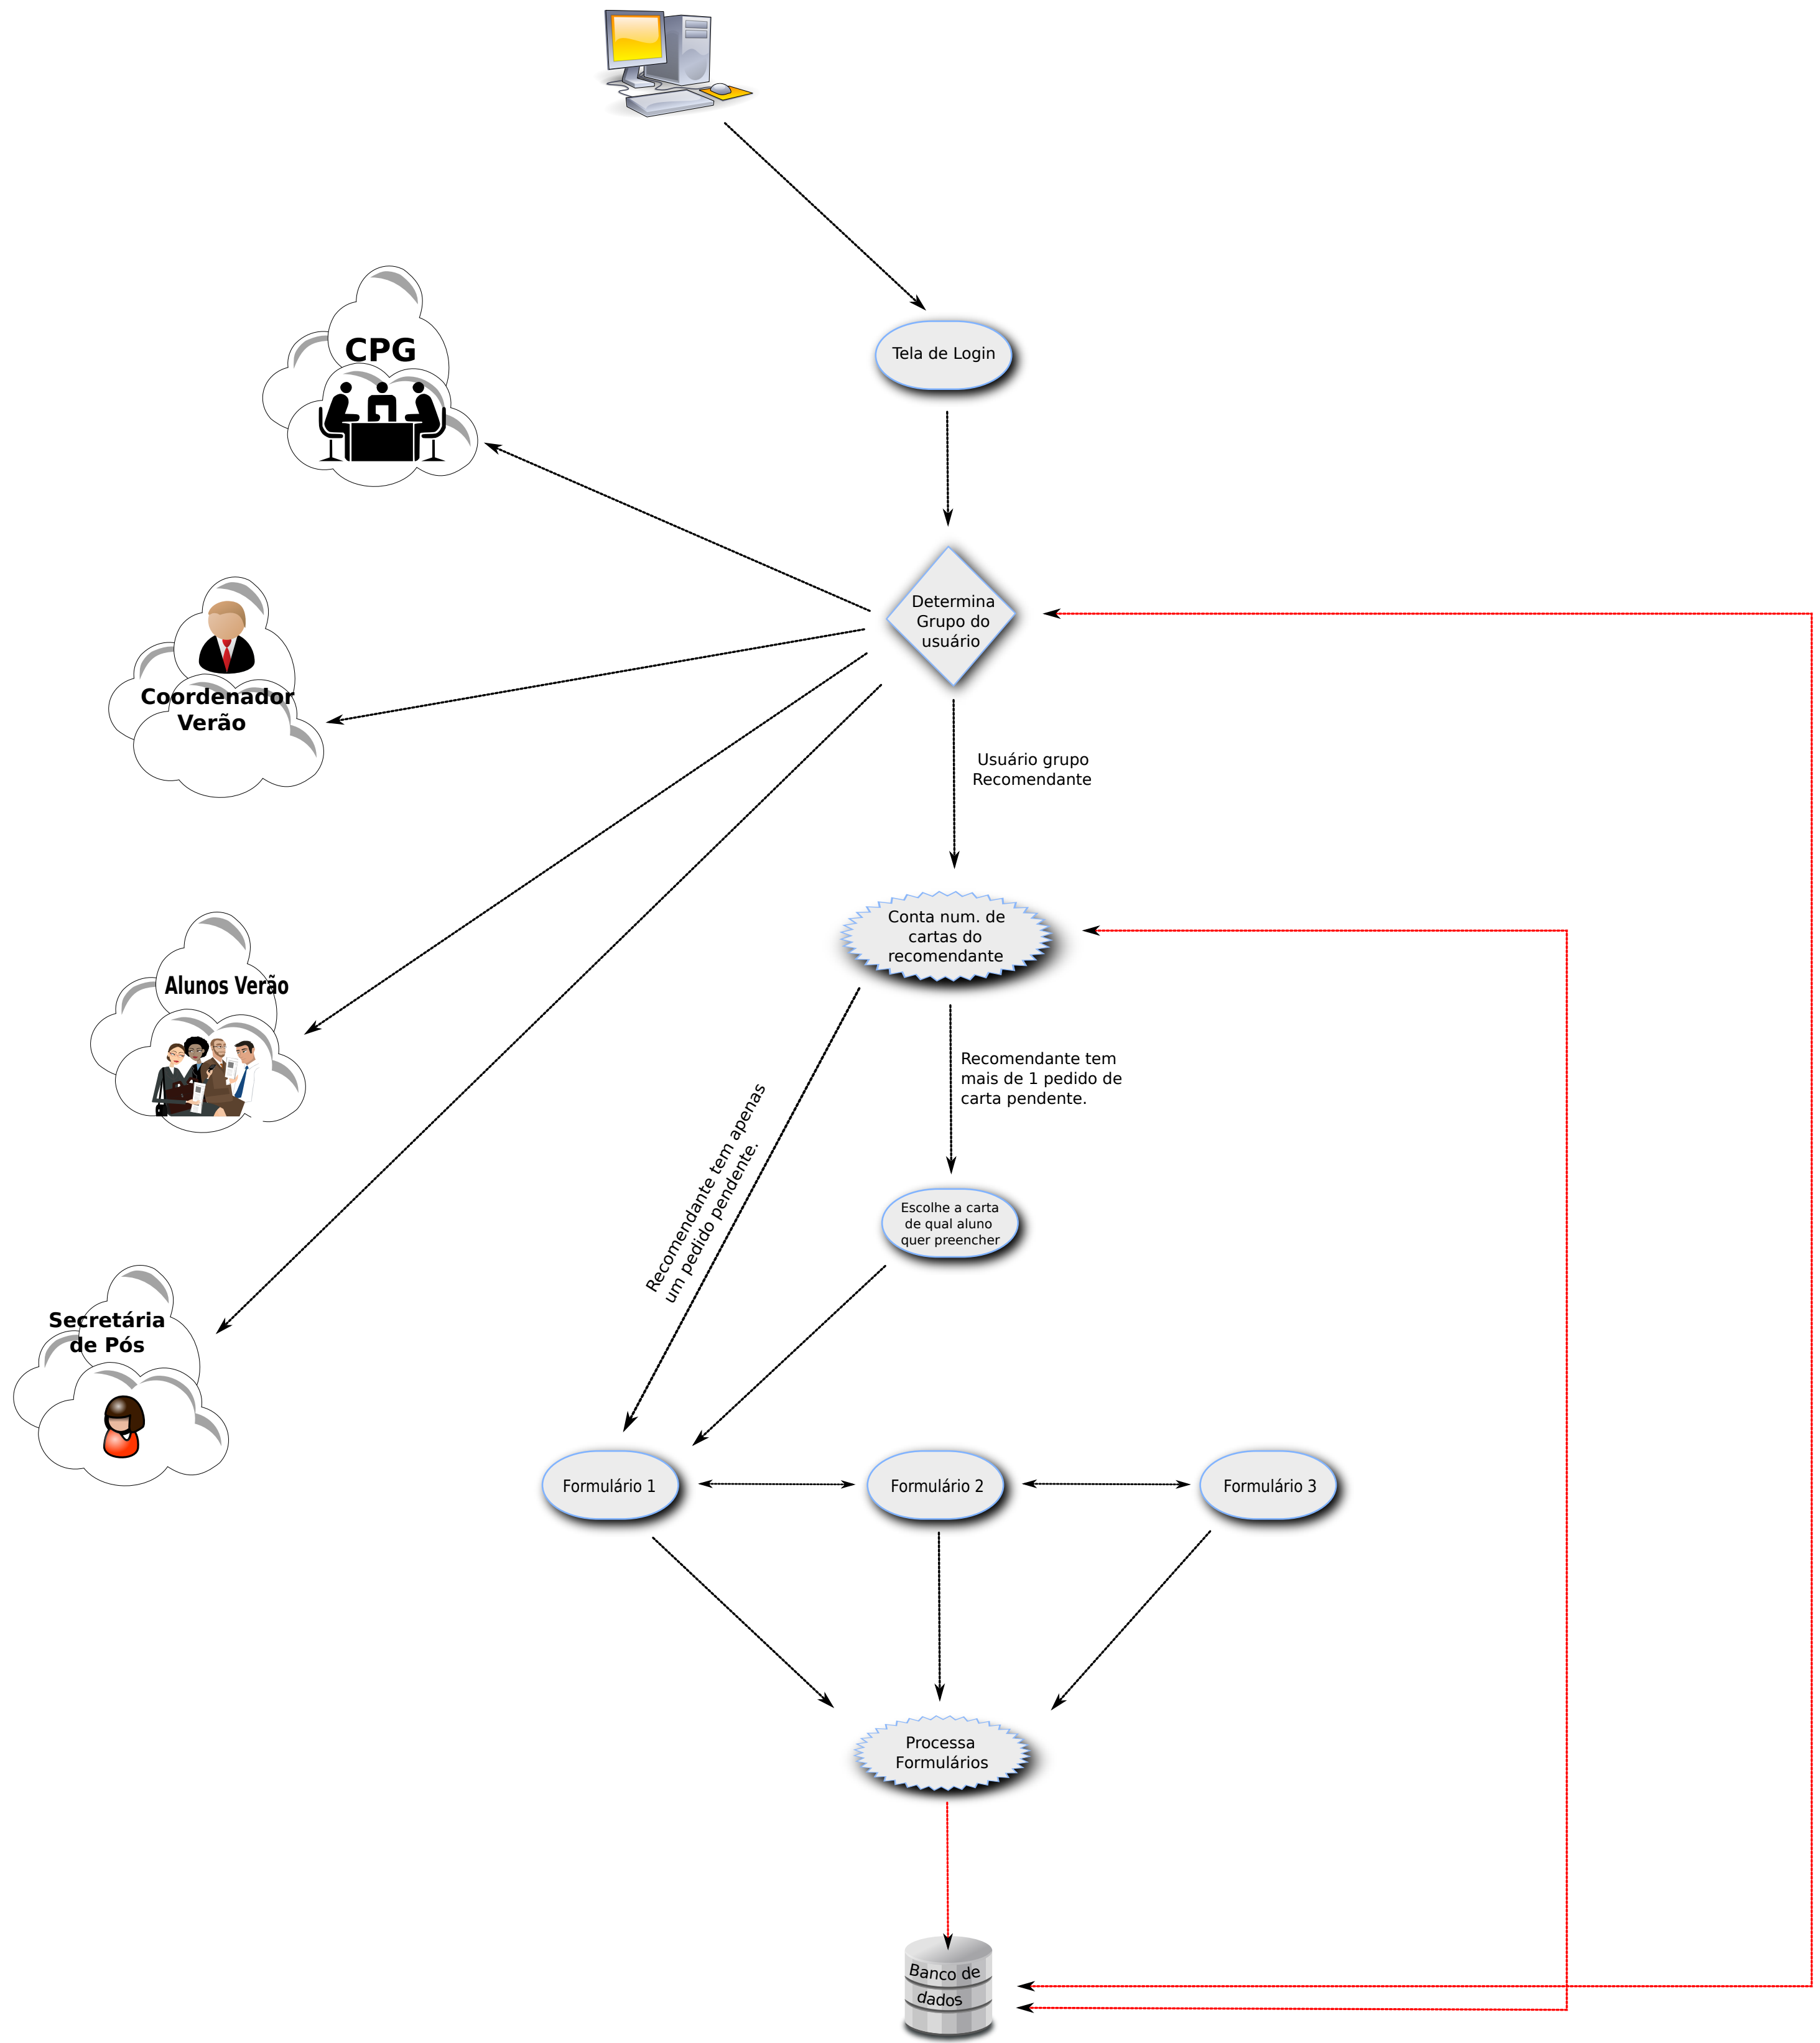 Tela de Login
CPG
Determina
Grupo do
usuário
Coordenador
Verão
Usuário grupo
Recomendante
Conta num. de
cartas do
recomendante
Alunos Verão
Recomendante tem
mais de 1 pedido de
carta pendente.
Recomendante tem apenas
um pedido pendente.
Escolhe a carta
de qual aluno
quer preencher
Secretária
de Pós
Formulário 1
Formulário 2
Formulário 3
Processa
Formulários
Banco de
dados